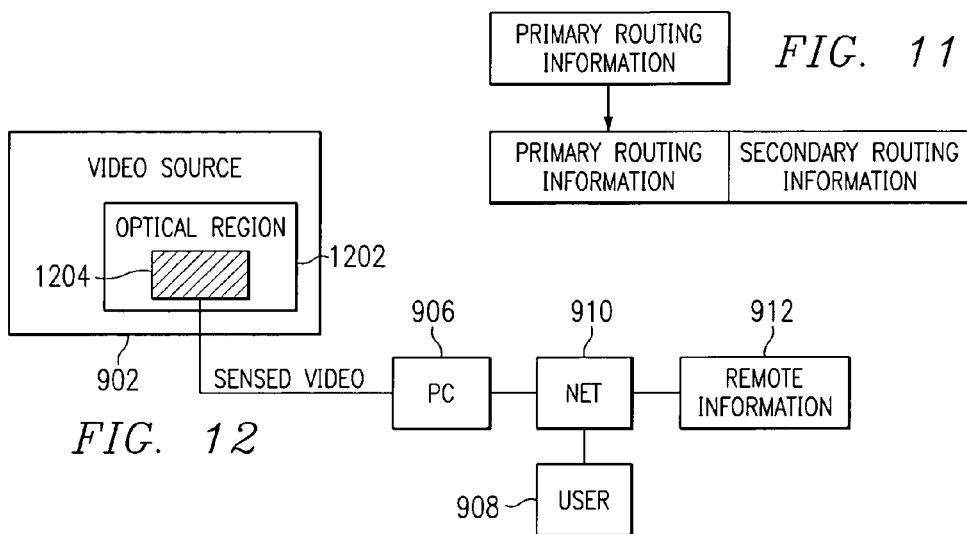 PRIMARY ROUTING
INFORMATION
FIG. 11
PRIMARY ROUTING
INFORMATION
SECONDARY ROUTING
INFORMATION
VIDEO SOURCE
OPTICAL REGION
1204
1202
902
SENSED VIDEO
906
PC
910
NET
912
REMOTE
INFORMATION
908
USER
FIG. 12